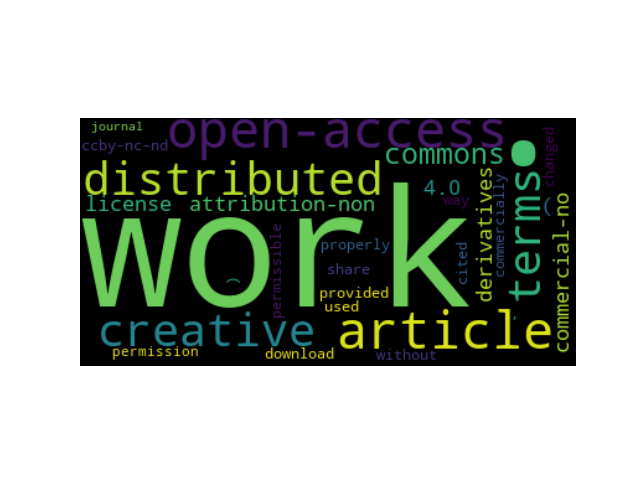 journal
open-access
ccby-nc-nd
commons
changed
distributed
4.0
way
license
attribution-non
work
permissible
properly
share
cited
derivatives
commercially
terms
commercial-no
provided
used
creative
article
permission
download
without
(
)
.
,